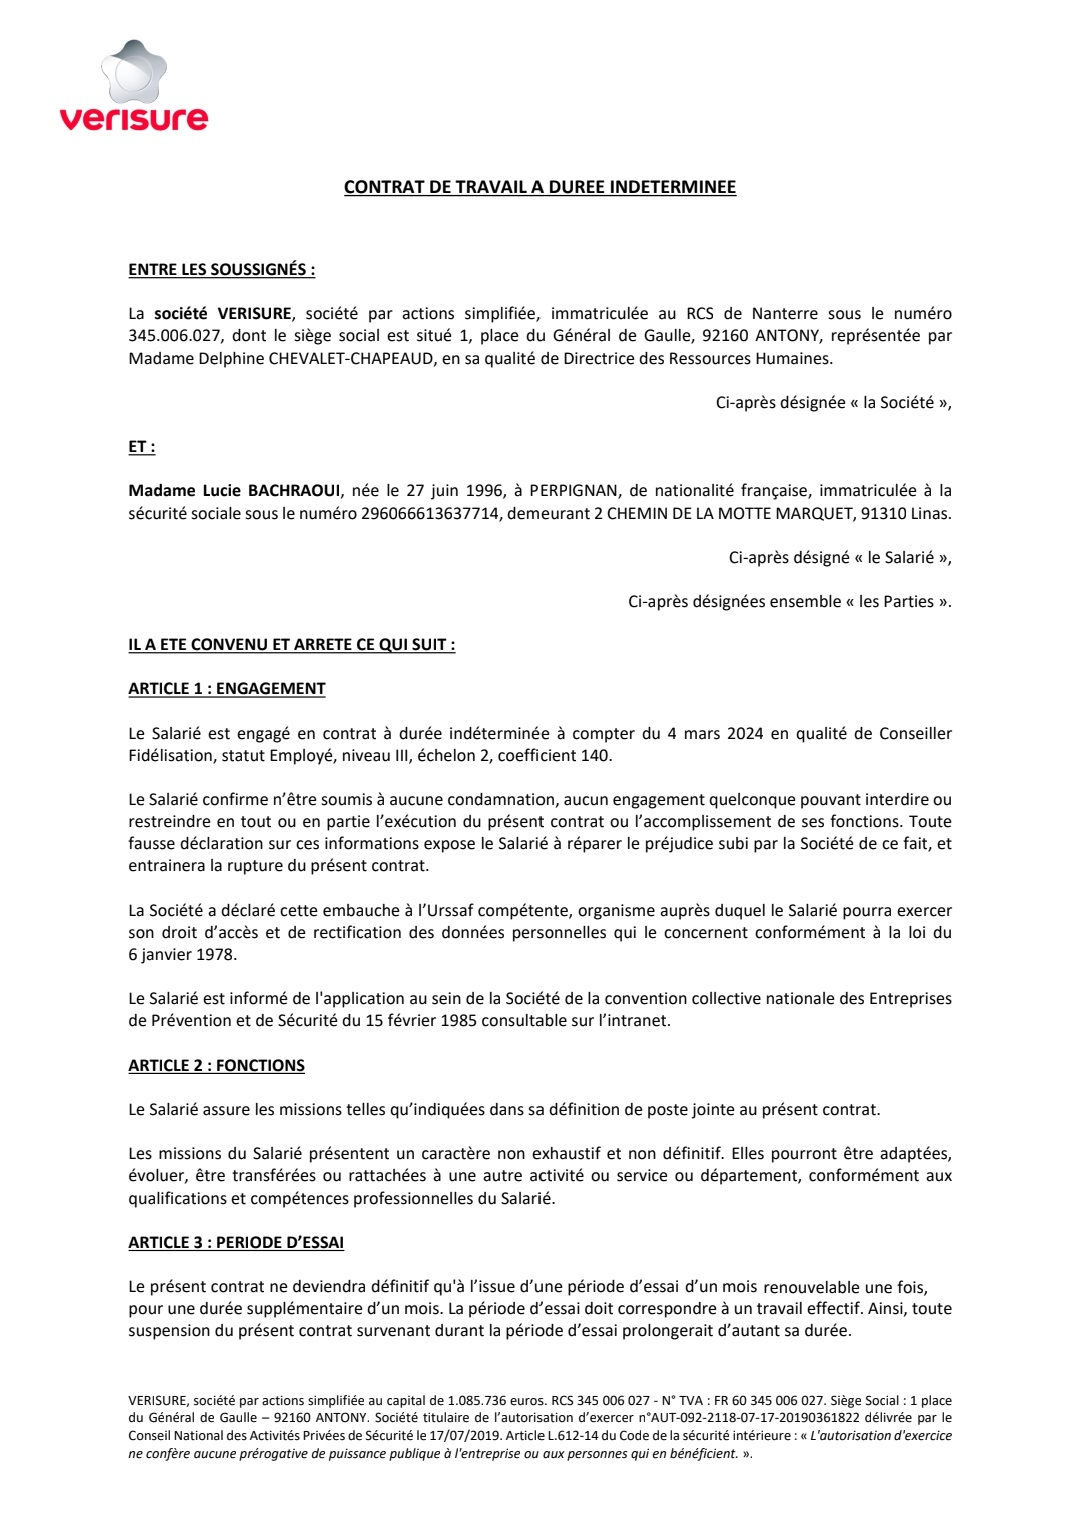 verisure
CONTRAT DE TRAVAIL A DUREE INDETERMINEE
ENTRE LES SOUSSIGNÉS :
La société VERISURE, société par actions simplifiée, immatriculée au RCS de Nanterre sous le numéro
345.006.027, dont le siège social est situé 1, place du Général de Gaulle, 92160 ANTONY, représentée par
Madame Delphine CHEVALET-CHAPEAUD, en sa qualité de Directrice des Ressources Humaines.
Ci-après désignée « la Société »,
ET :
Madame Lucie BACHRAOUI, née le 27 juin 1996, à PERPIGNAN, de nationalité française, immatriculée à la
sécurité sociale sous le numéro 296066613637714, demeurant 2 CHEMIN DE LA MOTTE MARQUET, 91310 Linas.
Ci-après désigné « le Salarié »,
Ci-après désignées ensemble « les Parties ».
IL A ETE CONVENU ET ARRETE CE QUI SUIT :
ARTICLE 1 : ENGAGEMENT
Le Salarié est engagé en contrat à durée indéterminée à compter du 4 mars 2024 en qualité de Conseiller
Fidélisation, statut Employé, niveau III, échelon 2, coefficient 140.
Le Salarié confirme n’être soumis à aucune condamnation, aucun engagement quelconque pouvant interdire ou
restreindre en tout ou en partie l’exécution du présent contrat ou l’accomplissement de ses fonctions. Toute
fausse déclaration sur ces informations expose le Salarié à réparer le préjudice subi par la Société de ce fait, et
entrainera la rupture du présent contrat.
La Société a déclaré cette embauche à l’Urssaf compétente, organisme auprès duquel le Salarié pourra exercer
son droit d’accès et de rectification des données personnelles qui le concernent conformément à la loi du
6 janvier 1978.
Le Salarié est informé de l'application au sein de la Société de la convention collective nationale des Entreprises
de Prévention et de Sécurité du 15 février 1985 consultable sur l’intranet.
ARTICLE 2 : FONCTIONS
Le Salarié assure les missions telles qu’indiquées dans sa définition de poste jointe au présent contrat.
Les missions du Salarié présentent un caractère non exhaustif et non définitif. Elles pourront être adaptées,
évoluer, être transférées ou rattachées à une autre activité ou service ou département, conformément aux
qualifications et compétences professionnelles du Salarié.
ARTICLE 3 : PERIODE D’ESSAI
Le présent contrat ne deviendra définitif qu'à l’issue d’une période d’essai d’un mois renouvelable une fois,
pour une durée supplémentaire d’un mois. La période d’essai doit correspondre à un travail effectif. Ainsi, toute
suspension du présent contrat survenant durant la période d’essai prolongerait d’autant sa durée.
VERISURE, société par actions simplifiée au capital de 1.085.736 euros. RCS 345 006 027 - N° TVA : FR 60 345 006 027. Siège Social : 1 place
du Général de Gaulle – 92160 ANTONY. Société titulaire de l’autorisation d’exercer n°AUT-092-2118-07-17-20190361822 délivrée par le
Conseil National des Activités Privées de Sécurité le 17/07/2019. Article L.612-14 du Code de la sécurité intérieure : « L'autorisation d'exercice
ne confère aucune prérogative de puissance publique à l'entreprise ou aux personnes qui en bénéficient. ».